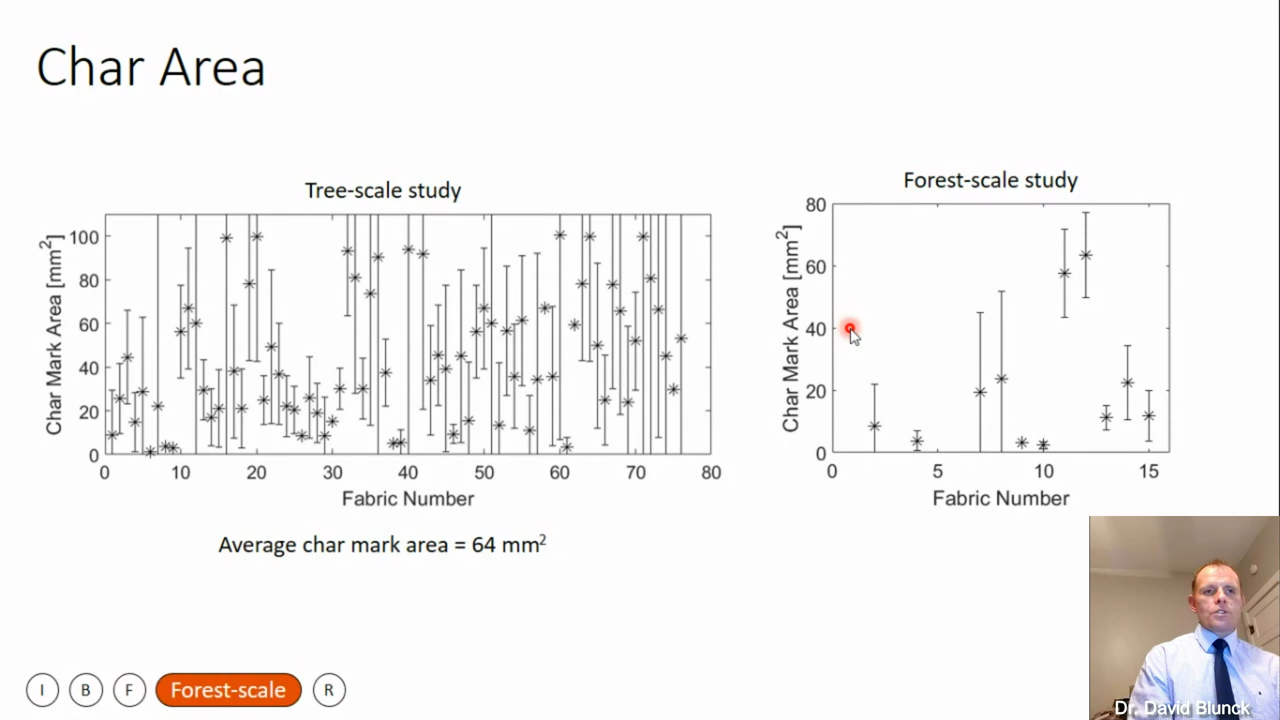 Char Area
Tree-scale study
Char Mark Area [mm²]
100
80
60
40
20
0
0 10 20 30 40 50 60 70 80
Fabric Number
Average char mark area = 64 mm²
Forest-scale study
Char Mark Area [mm²]
80
60
40
20
0
0 5 10 15
Fabric Number
I B F Forest-scale R
Dr. David Blunck